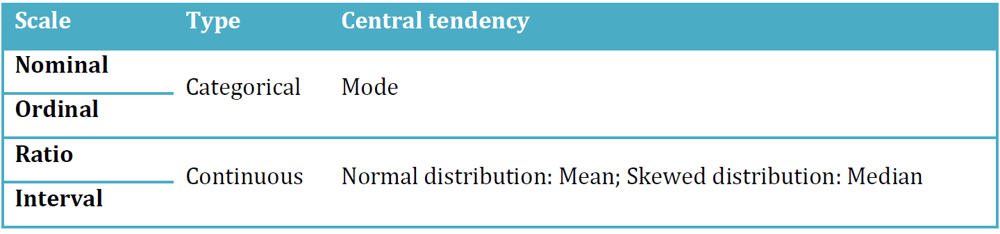 Scale Type Central tendency
Nominal
Categorical Mode
Ordinal
Ratio
Continuous Normal distribution: Mean; Skewed distribution: Median
Interval